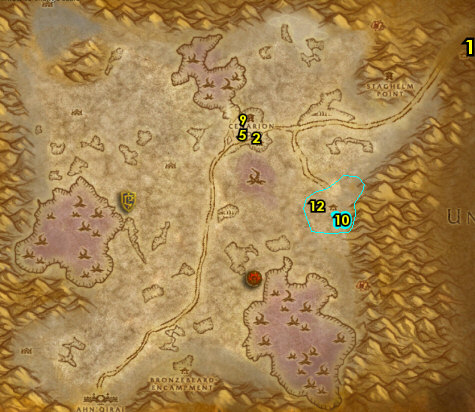 1
STAGHELM
POINT
9
CENARION
5 2
12
10
UN
BRONZEBEARD
ENCAMPMENT
AHN'QIRAJ